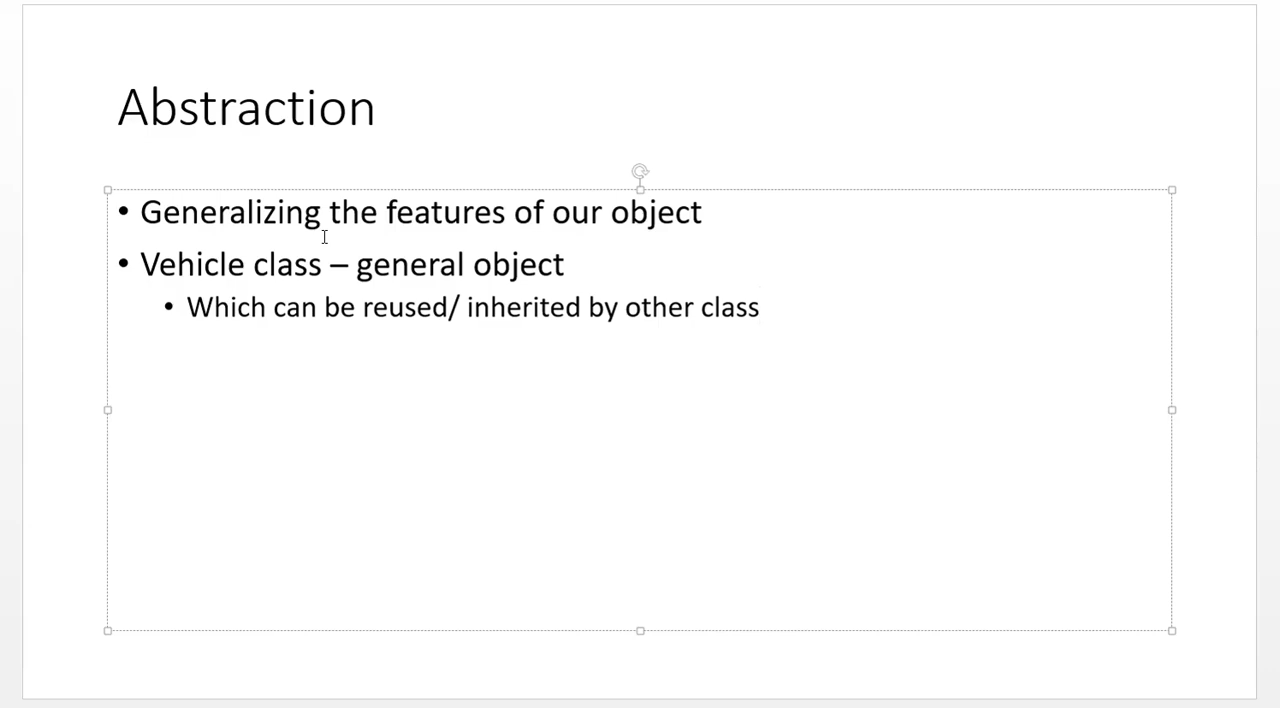 Abstraction
• Generalizing the features of our object
• Vehicle class – general object
• Which can be reused/ inherited by other class